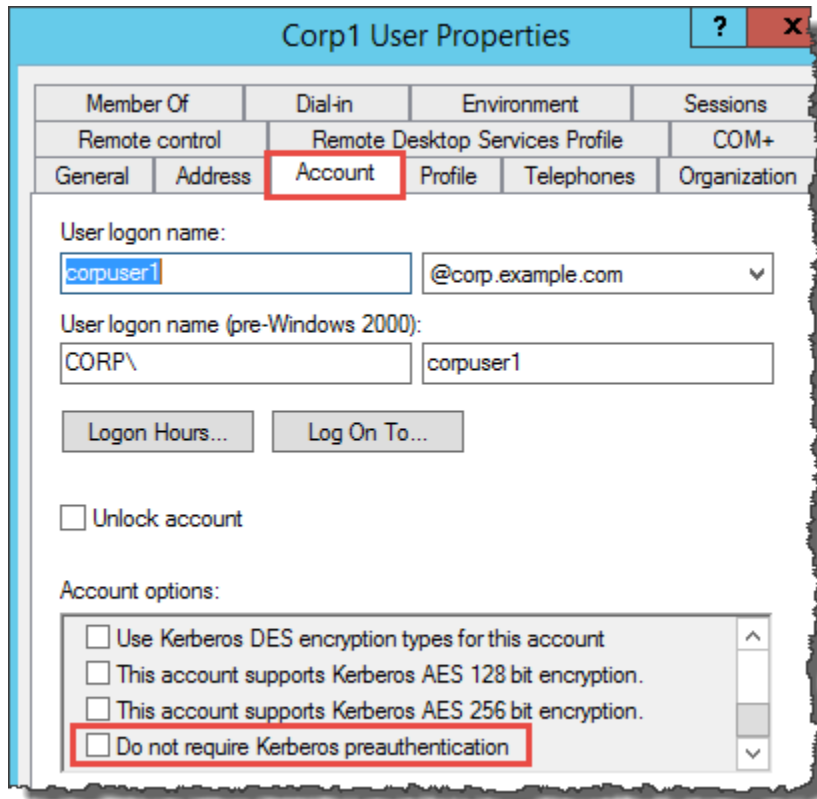 Corp1 User Properties
? x
Member Of Dial-in Environment Sessions
Remote control Remote Desktop Services Profile COM+
General Address Account Profile Telephones Organization
User logon name:
corpuser1 @corp.example.com
User logon name (pre-Windows 2000):
CORP\ corpuser1
Logon Hours... Log On To...
Unlock account
Account options:
Use Kerberos DES encryption types for this account
This account supports Kerberos AES 128 bit encryption.
This account supports Kerberos AES 256 bit encryption.
Do not require Kerberos preauthentication